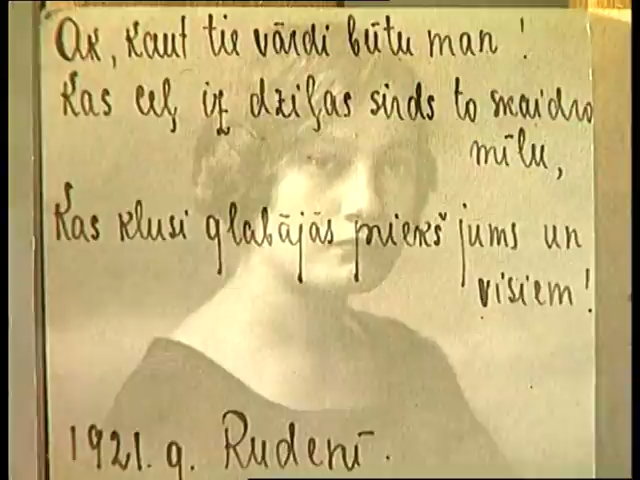 Ak, kaut tie vārdi būtu man!
Kas ceļ iz dziļas sirds to skaidro
mīlu,
Kas klusi glabājās priekš jums un
visiem!
1921. g. Rudenī.